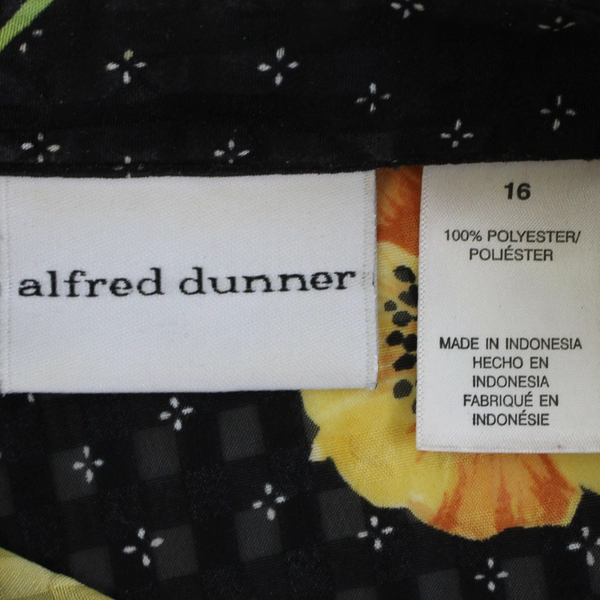 alfred dunner
16
100% POLYESTER/
POLIÉSTER
MADE IN INDONESIA
HECHO EN
INDONESIA
FABRIQUÉ EN
INDONÉSIE